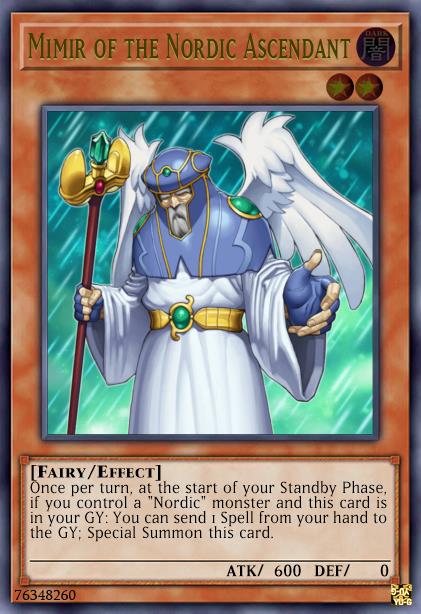 Mimir of the Nordic Ascendant
DARK
闇
[Fairy/Effect]
Once per turn, at the start of your Standby Phase,
if you control a "Nordic" monster and this card is
in your GY: You can send 1 Spell from your hand to
the GY; Special Summon this card.
ATK/ 600 DEF/ 0
76348260